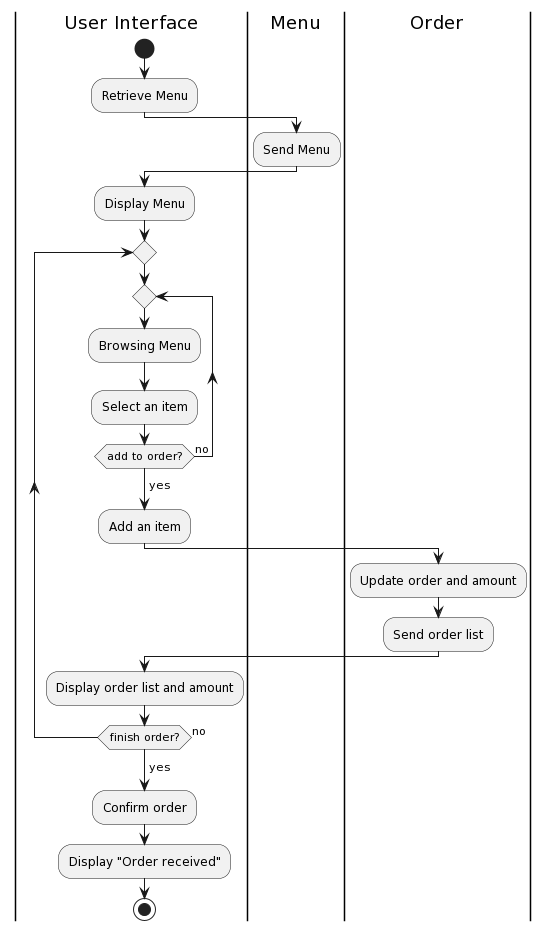 User Interface
Menu
Order
Retrieve Menu
Send Menu
Display Menu
Browsing Menu
Select an item
add to order?
no
yes
Add an item
Update order and amount
Send order list
Display order list and amount
finish order?
no
yes
Confirm order
Display "Order received"